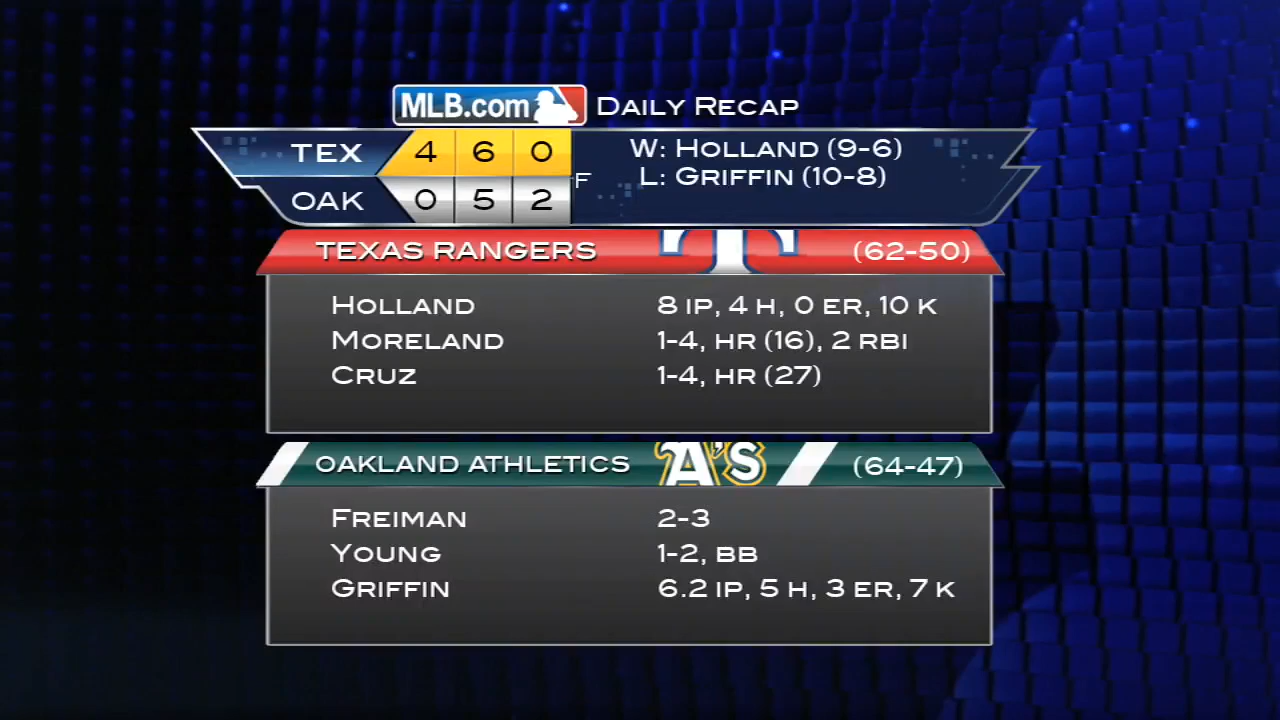 MLB.com DAILY RECAP
TEX 4 6 0
W: HOLLAND (9-6)
F
L: GRIFFIN (10-8)
OAK 0 5 2
TEXAS RANGERS T (62-50)
HOLLAND 8 IP, 4 H, 0 ER, 10 K
MORELAND 1-4, HR (16), 2 RBI
CRUZ 1-4, HR (27)
OAKLAND ATHLETICS A's (64-47)
FREIMAN 2-3
YOUNG 1-2, BB
GRIFFIN 6.2 IP, 5 H, 3 ER, 7 K